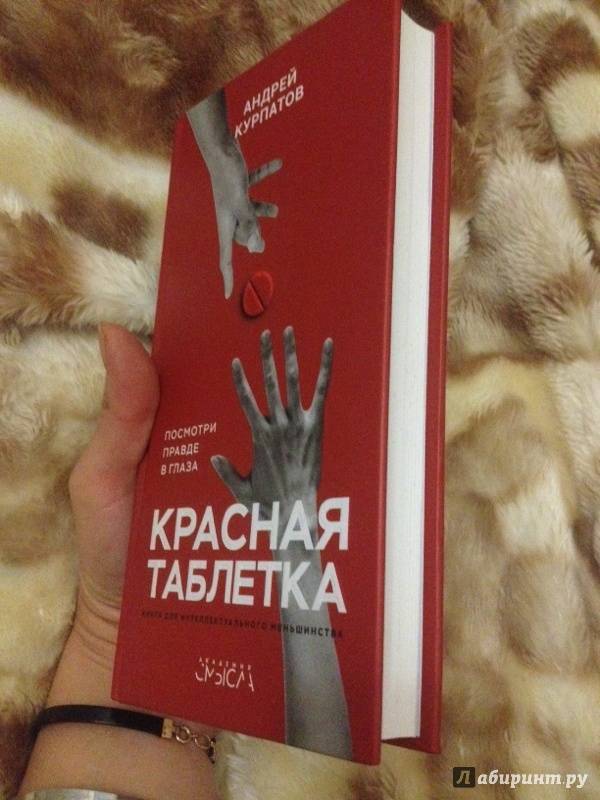 АНДРЕЙ
КУРПАТОВ
ПОСМОТРИ
ПРАВДЕ
В ГЛАЗА
КРАСНАЯ
ТАБЛЕТКА
КНИГА ДЛЯ ИНТЕЛЛЕКТУАЛЬНОГО МЕНЬШИНСТВА
АКАДЕМИЯ
СМЫСЛА
Лабиринт.ру